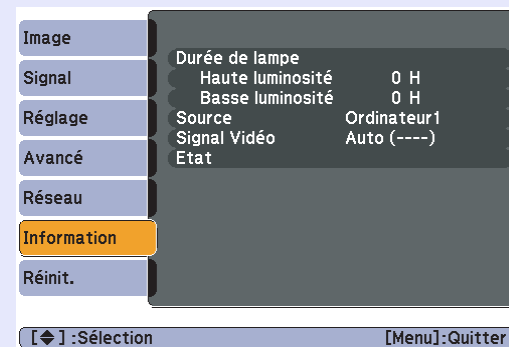 Image
Signal
Réglage
Avancé
Réseau
Information
Réinit.
Durée de lampe
Haute luminosité 0 H
Basse luminosité 0 H
Source Ordinateur1
Signal Vidéo Auto (----)
Etat
[◆] :Sélection [Menu]:Quitter